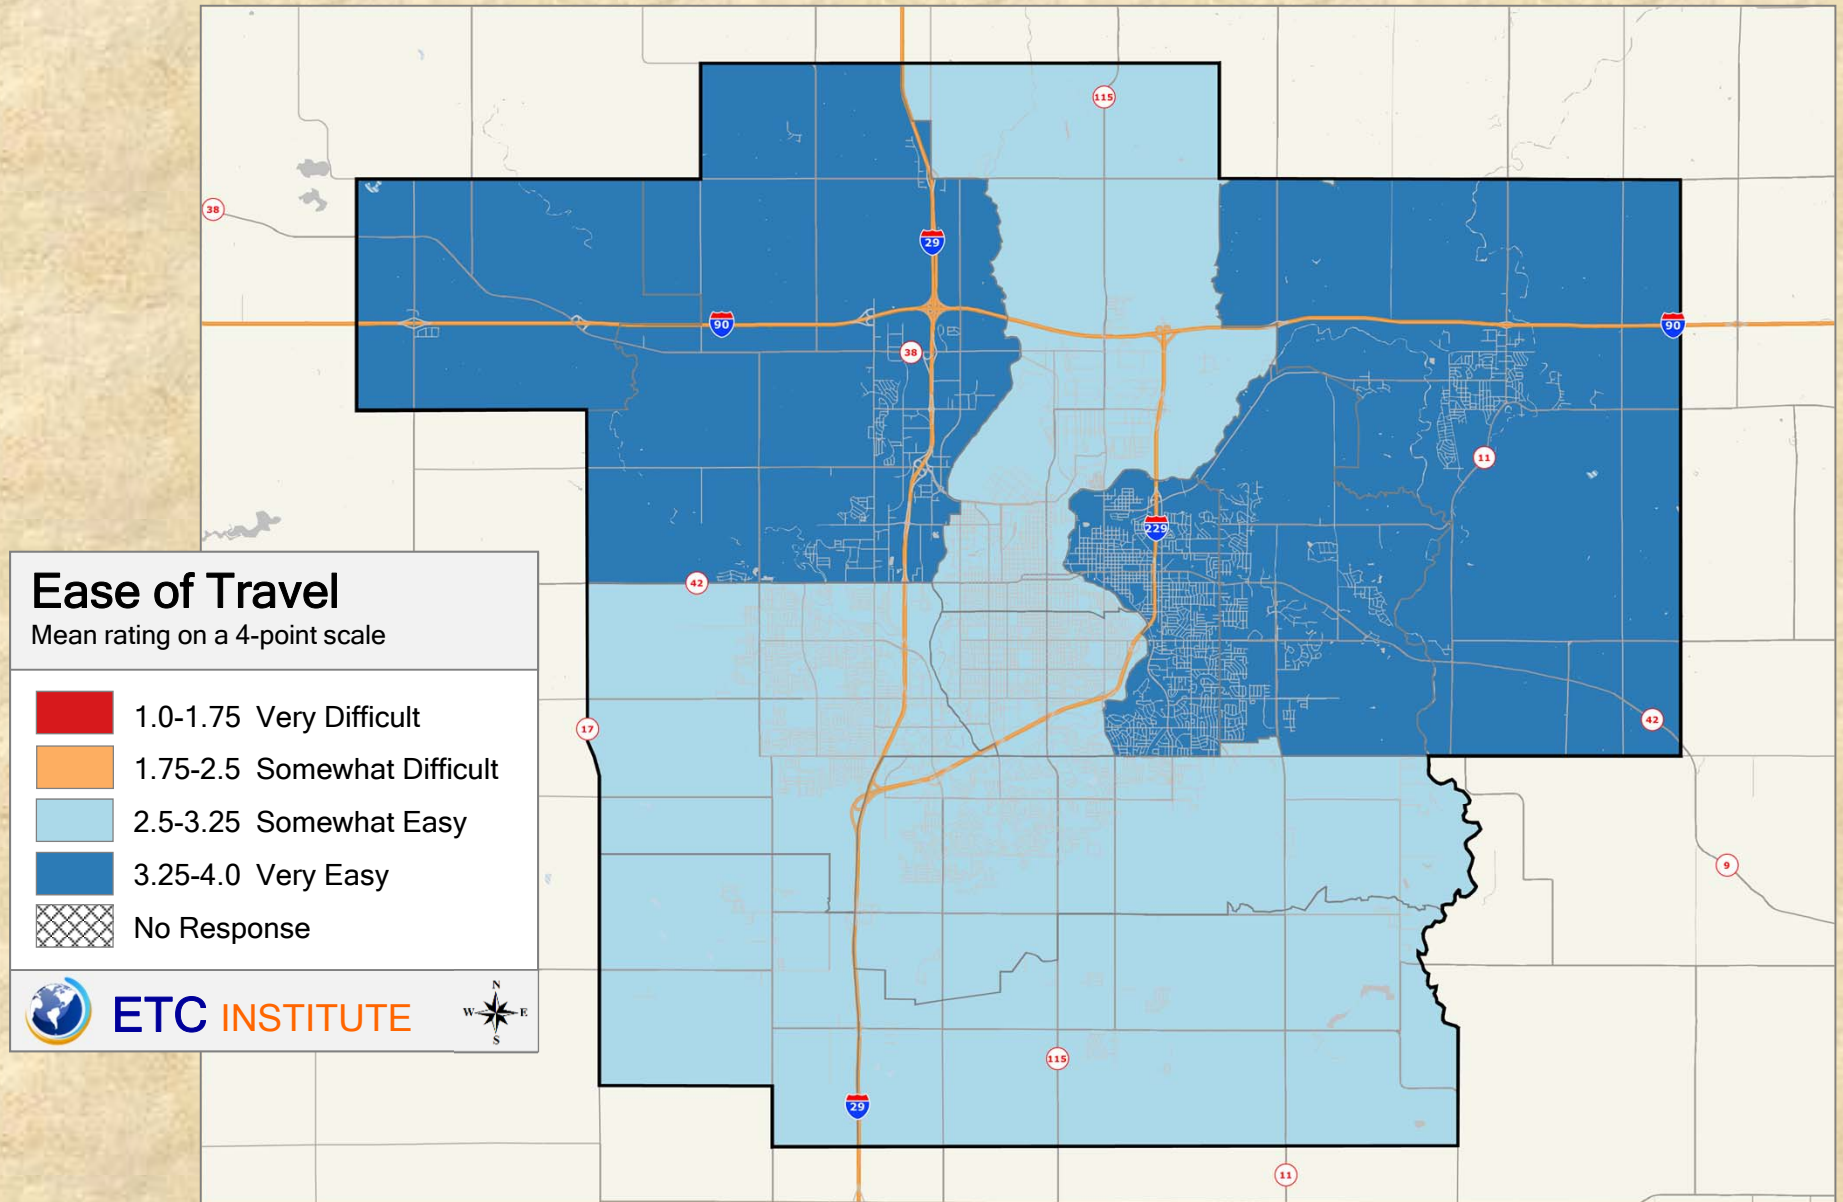 115
38
29
90
90
38
11
229
42
Ease of Travel
Mean rating on a 4-point scale
1.0-1.75 Very Difficult
1.75-2.5 Somewhat Difficult
2.5-3.25 Somewhat Easy
3.25-4.0 Very Easy
No Response
ETC INSTITUTE
N
W E
S
17
42
9
115
29
11